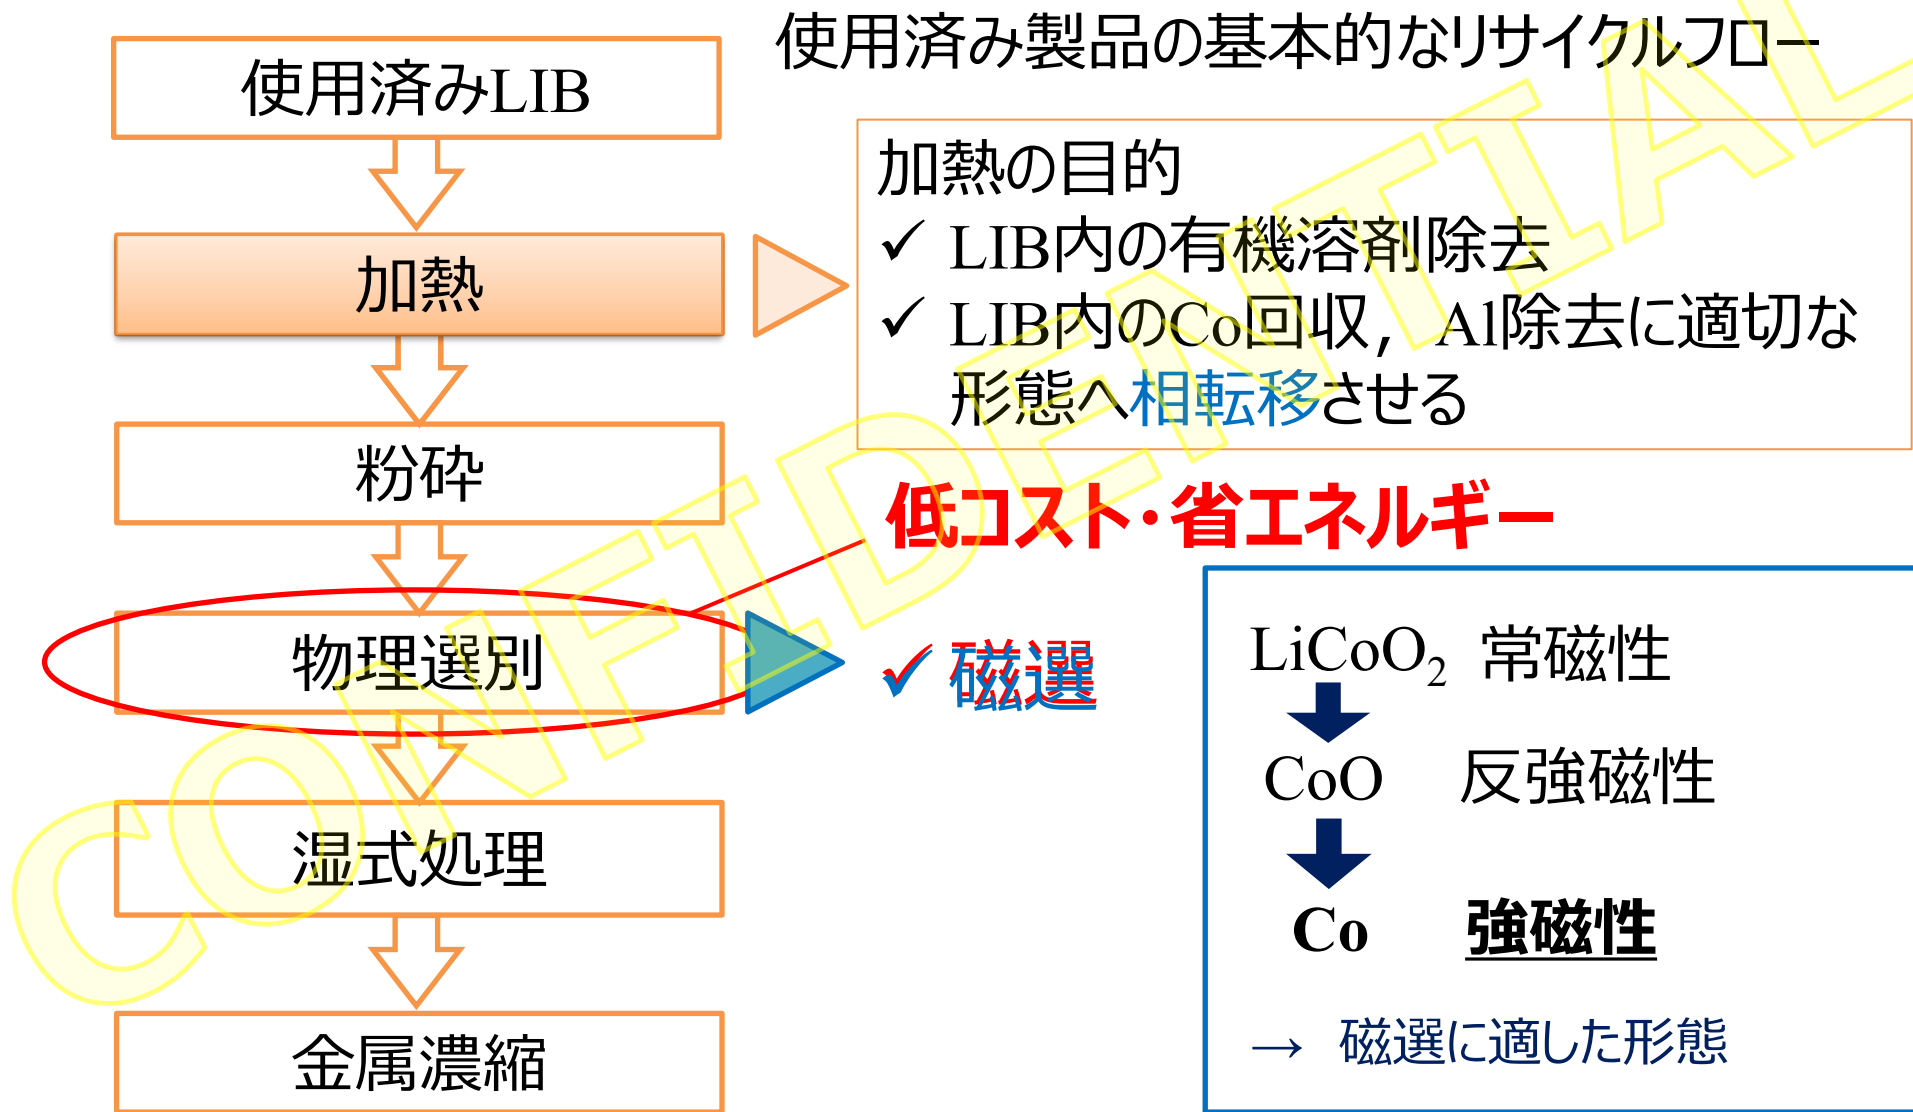 使用済み製品の基本的なリサイクルフロー
使用済みLIB
加熱
粉砕
物理選別
湿式処理
金属濃縮
加熱の目的
✓ LIB内の有機溶剤除去
✓ LIB内のCo回収，Al除去に適切な
形態へ相転移させる
低コスト・省エネルギー
✓ 磁選
LiCoO₂ 常磁性
CoO 反強磁性
Co 強磁性
→ 磁選に適した形態
CONFIDENTIAL